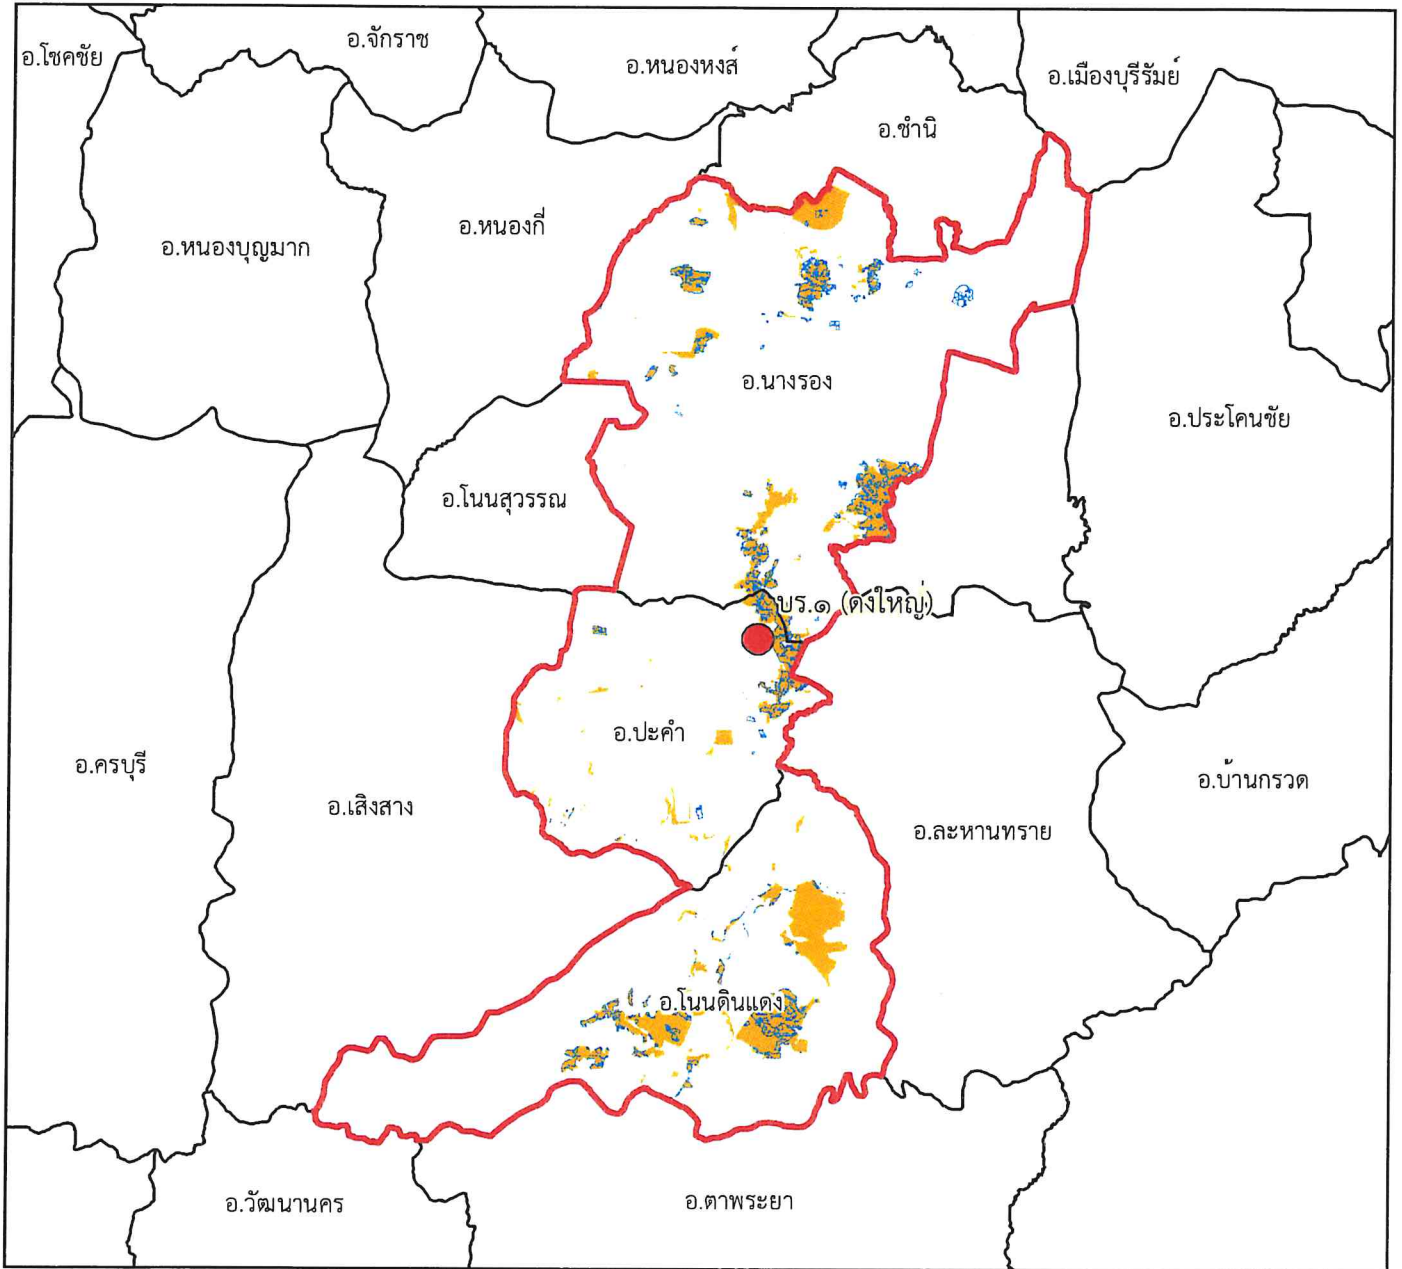 อ.โชคชัย
อ.จักราช
อ.หนองหงส์
อ.เมืองบุรีรัมย์
อ.ชำนิ
อ.หนองบุญมาก
อ.หนองกี่
อ.นางรอง
อ.ประโคนชัย
อ.โนนสุวรรณ
บร.๑ (ดงใหญ่)
อ.ปะคำ
อ.ครบุรี
อ.เสิงสาง
อ.ละหานทราย
อ.บ้านกรวด
อ.โนนดินแดง
อ.วัฒนานคร
อ.ตาพระยา